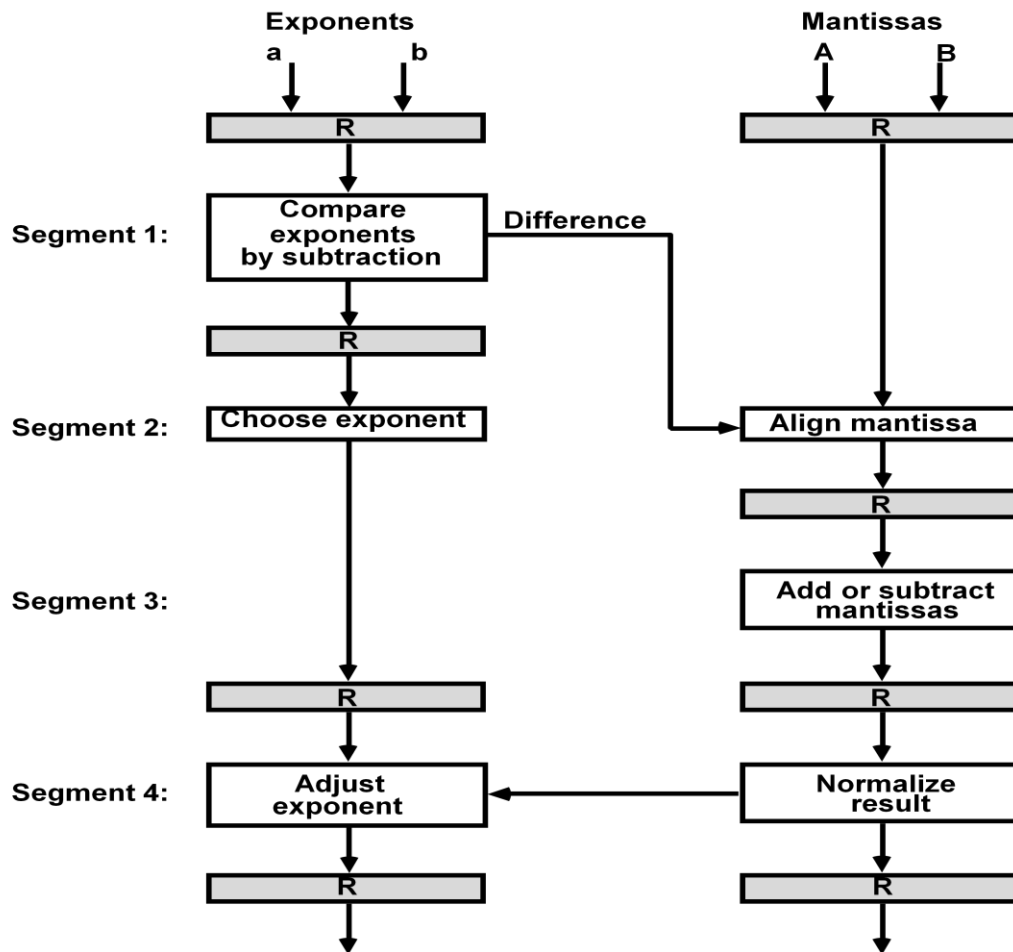 Exponents
a b
Mantissas
A B
R
R
Segment 1:
Compare
exponents
by subtraction
Difference
R
Segment 2:
Choose exponent
Align mantissa
R
Segment 3:
Add or subtract
mantissas
R
R
Segment 4:
Adjust
exponent
Normalize
result
R
R